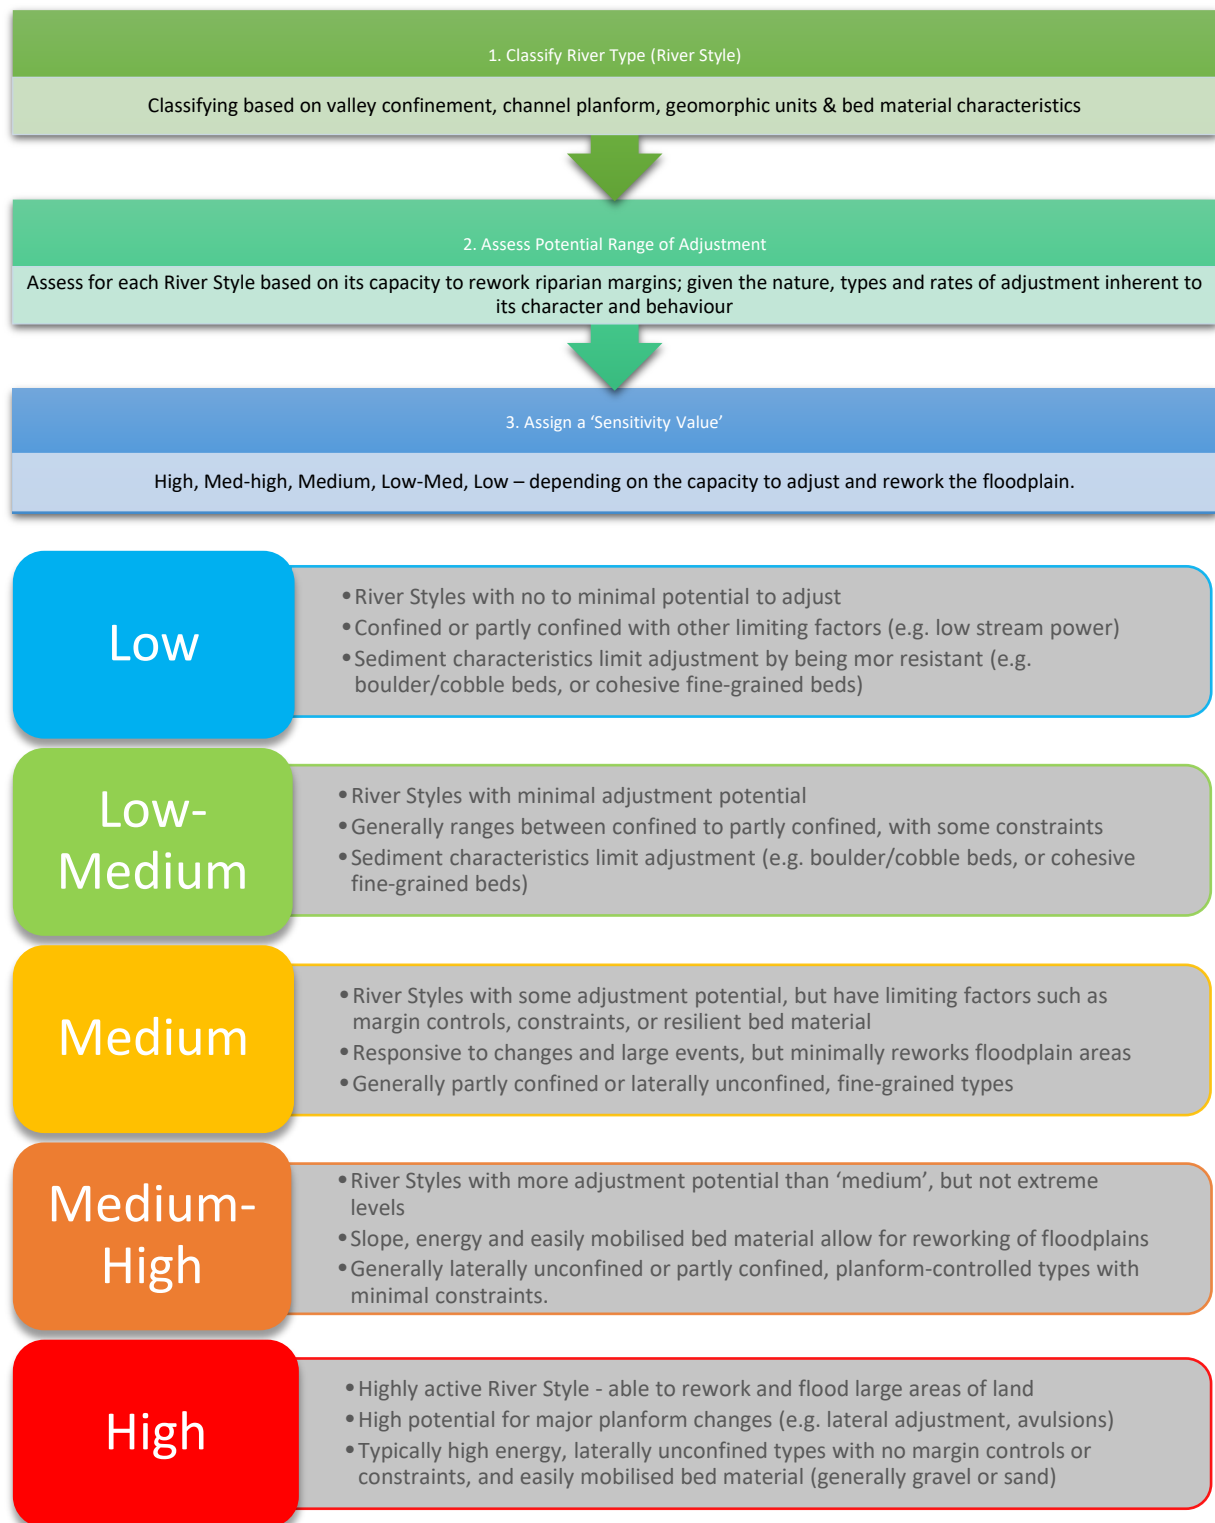 1. Classify River Type (River Style)
Classifying based on valley confinement, channel planform, geomorphic units & bed material characteristics
2. Assess Potential Range of Adjustment
Assess for each River Style based on its capacity to rework riparian margins; given the nature, types and rates of adjustment inherent to
its character and behaviour
3. Assign a ‘Sensitivity Value’
High, Med-high, Medium, Low-Med, Low – depending on the capacity to adjust and rework the floodplain.
Low
• River Styles with no to minimal potential to adjust
• Confined or partly confined with other limiting factors (e.g. low stream power)
• Sediment characteristics limit adjustment by being mor resistant (e.g.
boulder/cobble beds, or cohesive fine-grained beds)
Low-
Medium
• River Styles with minimal adjustment potential
• Generally ranges between confined to partly confined, with some constraints
• Sediment characteristics limit adjustment (e.g. boulder/cobble beds, or cohesive
fine-grained beds)
Medium
• River Styles with some adjustment potential, but have limiting factors such as
margin controls, constraints, or resilient bed material
• Responsive to changes and large events, but minimally reworks floodplain areas
• Generally partly confined or laterally unconfined, fine-grained types
Medium-
High
• River Styles with more adjustment potential than ‘medium’, but not extreme
levels
• Slope, energy and easily mobilised bed material allow for reworking of floodplains
• Generally laterally unconfined or partly confined, planform-controlled types with
minimal constraints.
High
• Highly active River Style - able to rework and flood large areas of land
• High potential for major planform changes (e.g. lateral adjustment, avulsions)
• Typically high energy, laterally unconfined types with no margin controls or
constraints, and easily mobilised bed material (generally gravel or sand)